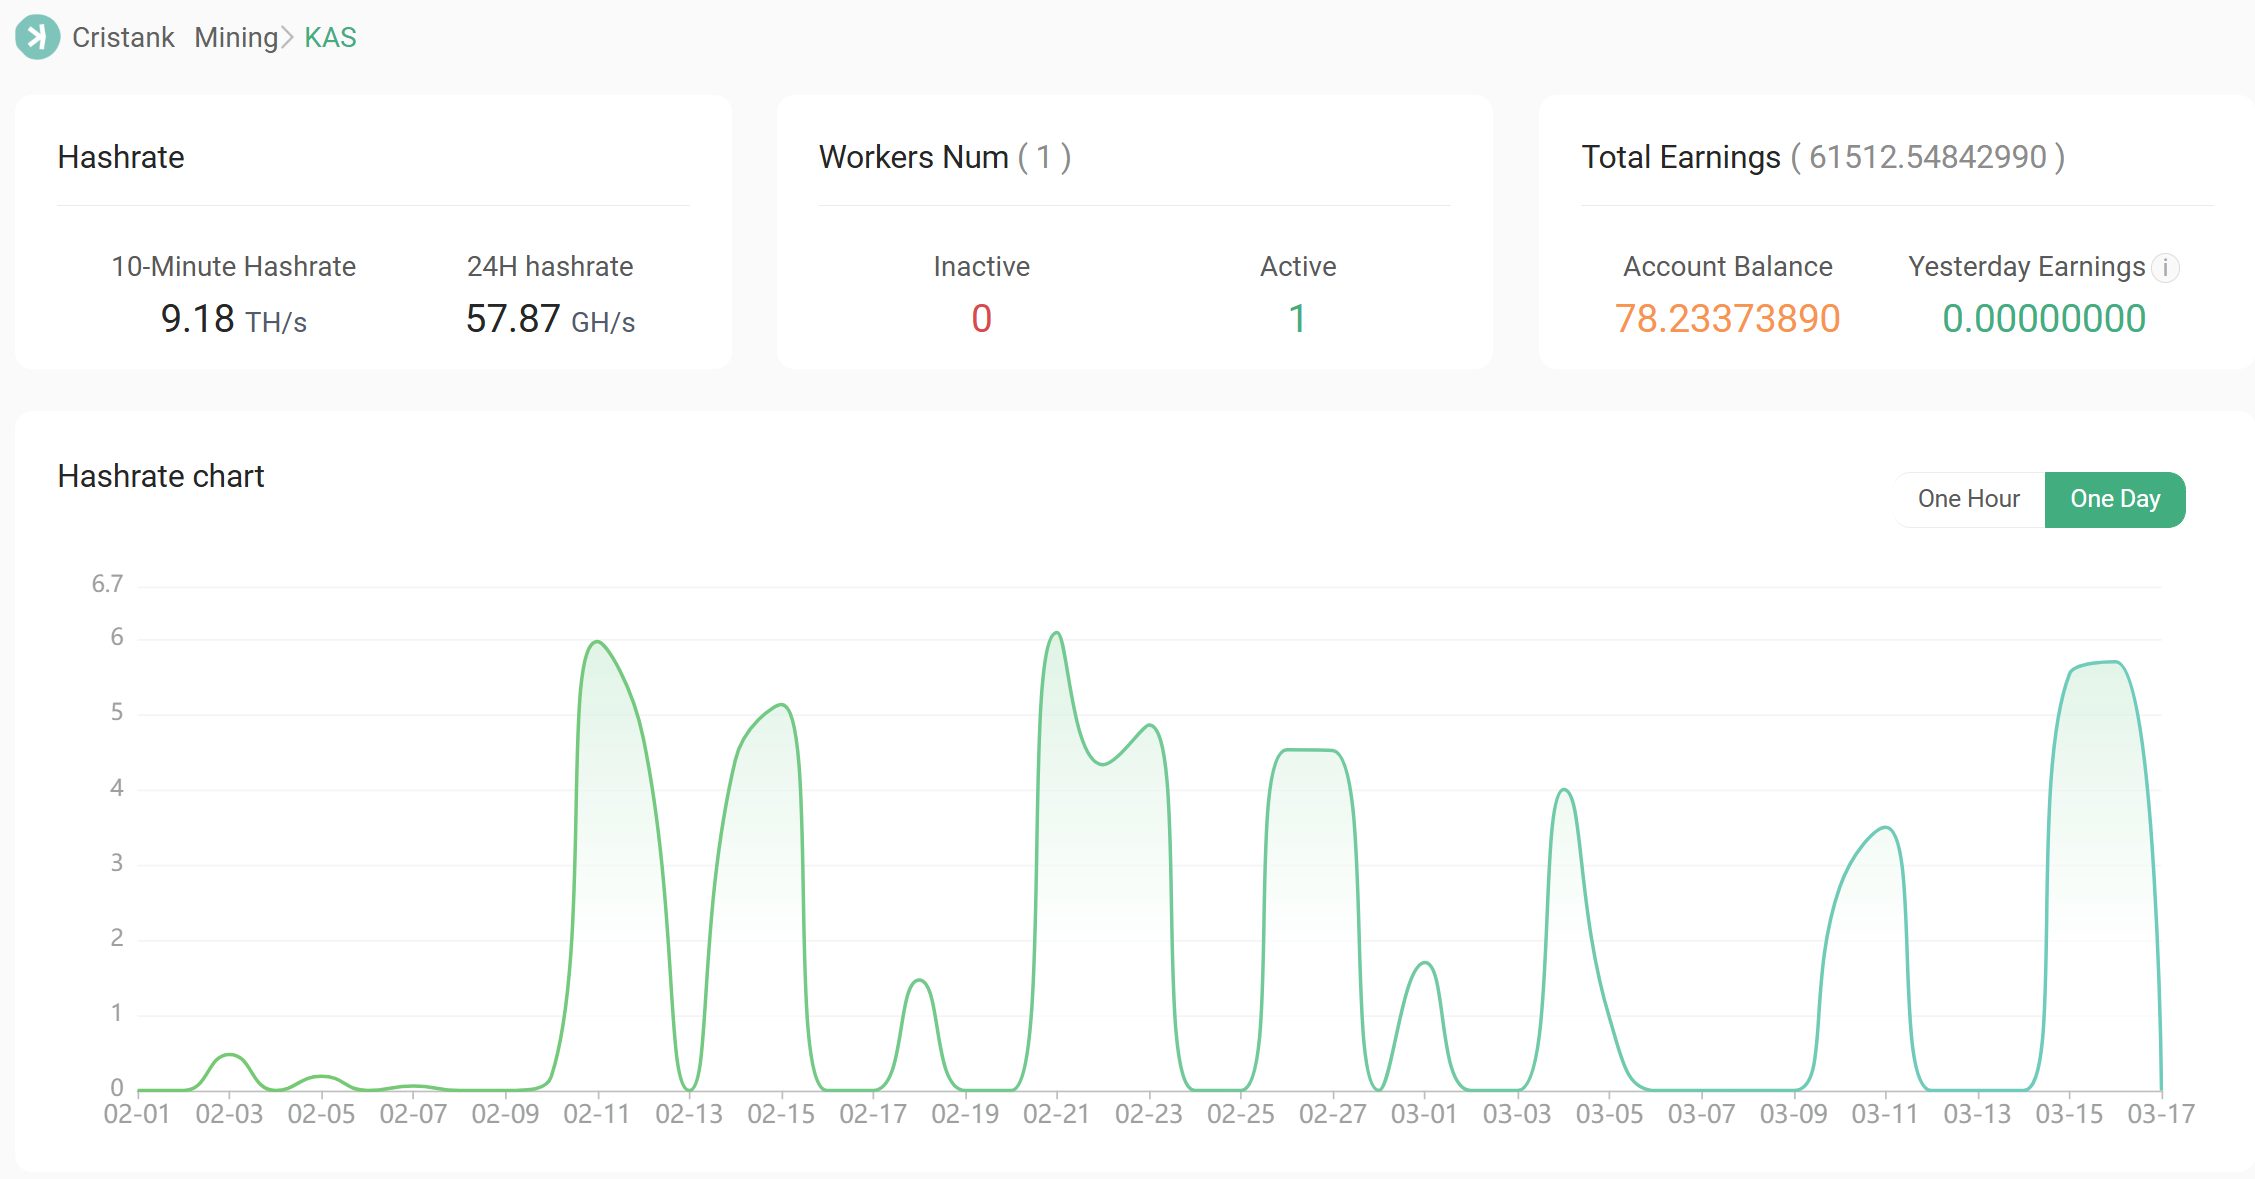 Cristank Mining KAS
Hashrate
10-Minute Hashrate 24H hashrate
9.18 TH/s 57.87 GH/s
Workers Num ( 1 )
Inactive Active
0 1
Total Earnings ( 61512.54842990 )
Account Balance Yesterday Earnings i
78.23373890 0.00000000
Hashrate chart
One Hour One Day
6.7
6
5
4
3
2
1
0
02-01 02-03 02-05 02-07 02-09 02-11 02-13 02-15 02-17 02-19 02-21 02-23 02-25 02-27 03-01 03-03 03-05 03-07 03-09 03-11 03-13 03-15 03-17